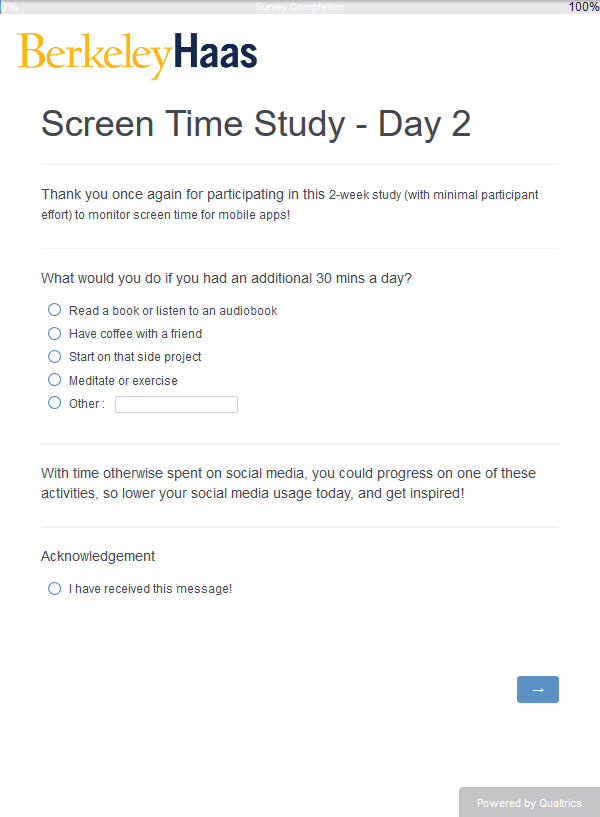 0% Survey Completion 100%
BerkeleyHaas
Screen Time Study - Day 2
Thank you once again for participating in this 2-week study (with minimal participant
effort) to monitor screen time for mobile apps!
What would you do if you had an additional 30 mins a day?
Read a book or listen to an audiobook
Have coffee with a friend
Start on that side project
Meditate or exercise
Other :
With time otherwise spent on social media, you could progress on one of these
activities, so lower your social media usage today, and get inspired!
Acknowledgement
I have received this message!
→
Powered by Qualtrics